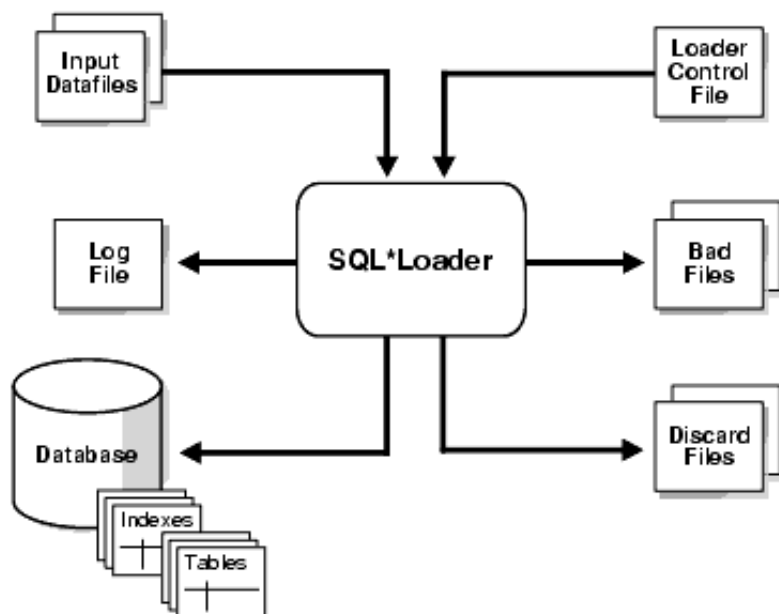 Input
Datafiles
Loader
Control
File
Log
File
SQL*Loader
Bad
Files
Database
Discard
Files
Indexes
Tables